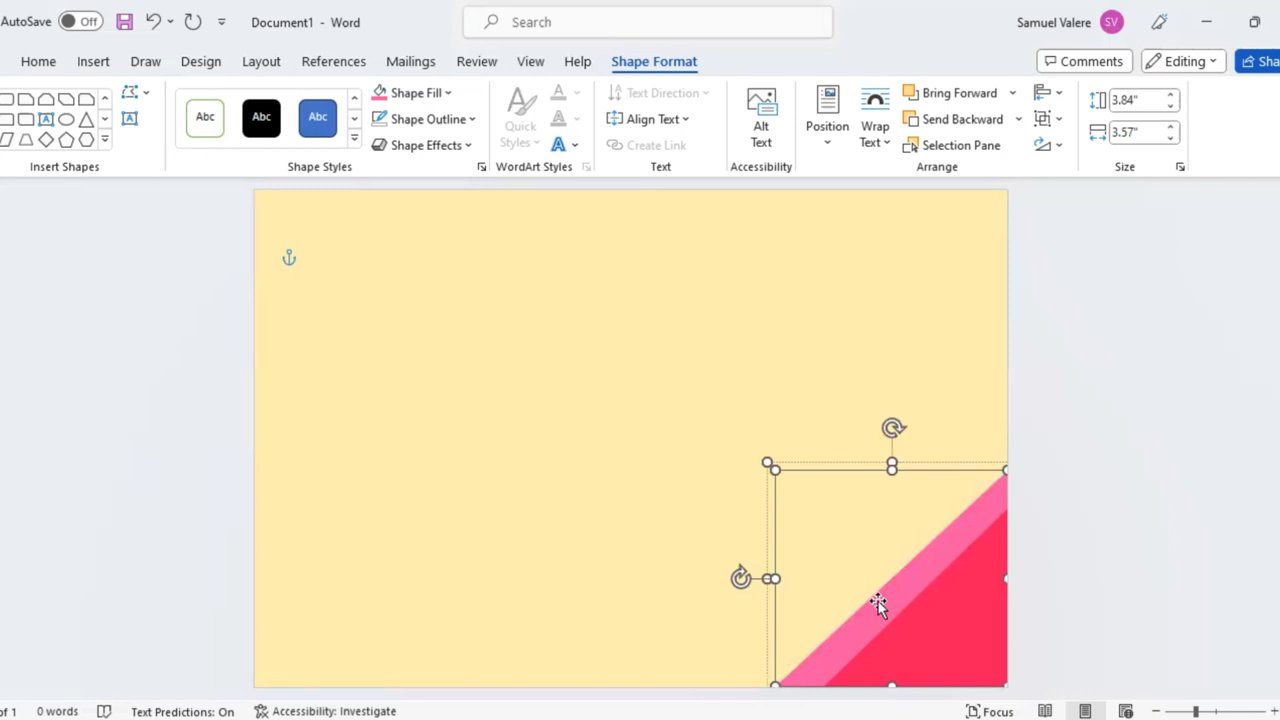 AutoSave Off Document1 - Word Search Samuel Valere SV
Home Insert Draw Design Layout References Mailings Review View Help Shape Format Comments Editing Sha
Abc Abc Abc
Shape Fill
Shape Outline
Shape Effects
Quick
Styles
Text Direction
Align Text
Create Link
Alt
Text
Position
Wrap
Text
Bring Forward
Send Backward
Selection Pane
3.84"
3.57"
Insert Shapes Shape Styles WordArt Styles Text Accessibility Arrange Size
of 1 0 words Text Predictions: On Accessibility: Investigate Focus